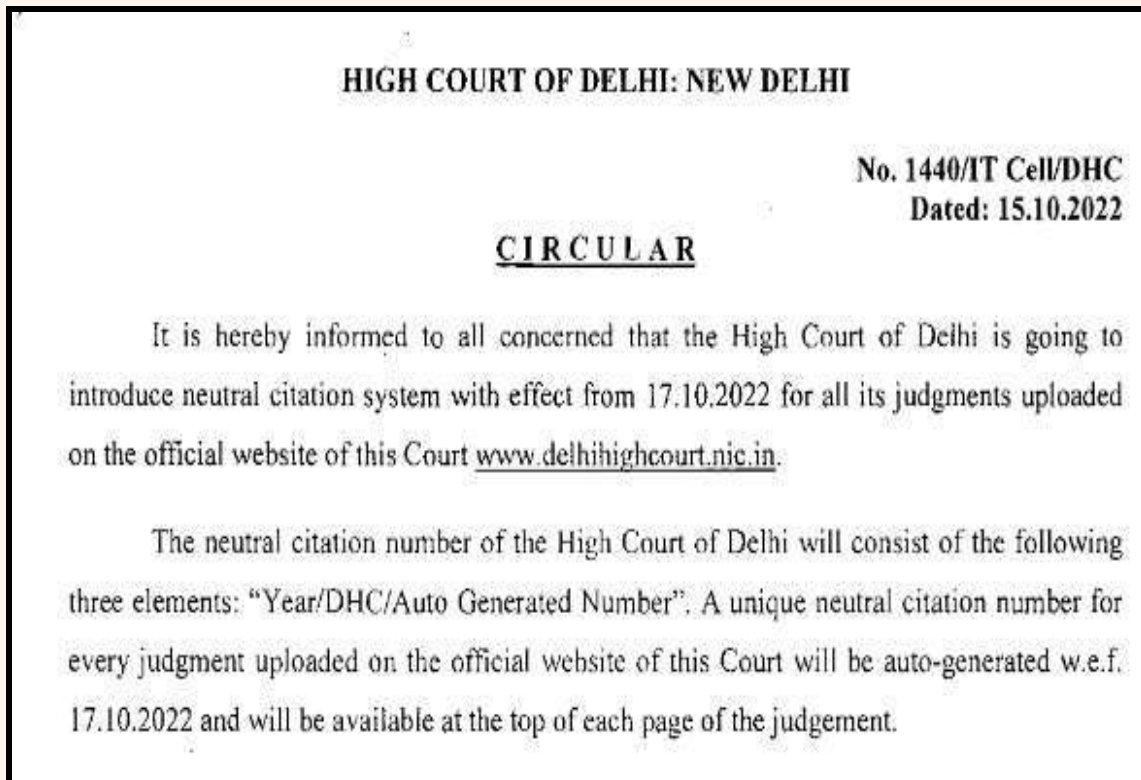 HIGH COURT OF DELHI: NEW DELHI
No. 1440/IT Cell/DHC
Dated: 15.10.2022
C I R C U L A R
It is hereby informed to all concerned that the High Court of Delhi is going to
introduce neutral citation system with effect from 17.10.2022 for all its judgments uploaded
on the official website of this Court www.delhihighcourt.nic.in.
The neutral citation number of the High Court of Delhi will consist of the following
three elements: “Year/DHC/Auto Generated Number”. A unique neutral citation number for
every judgment uploaded on the official website of this Court will be auto-generated w.e.f.
17.10.2022 and will be available at the top of each page of the judgement.